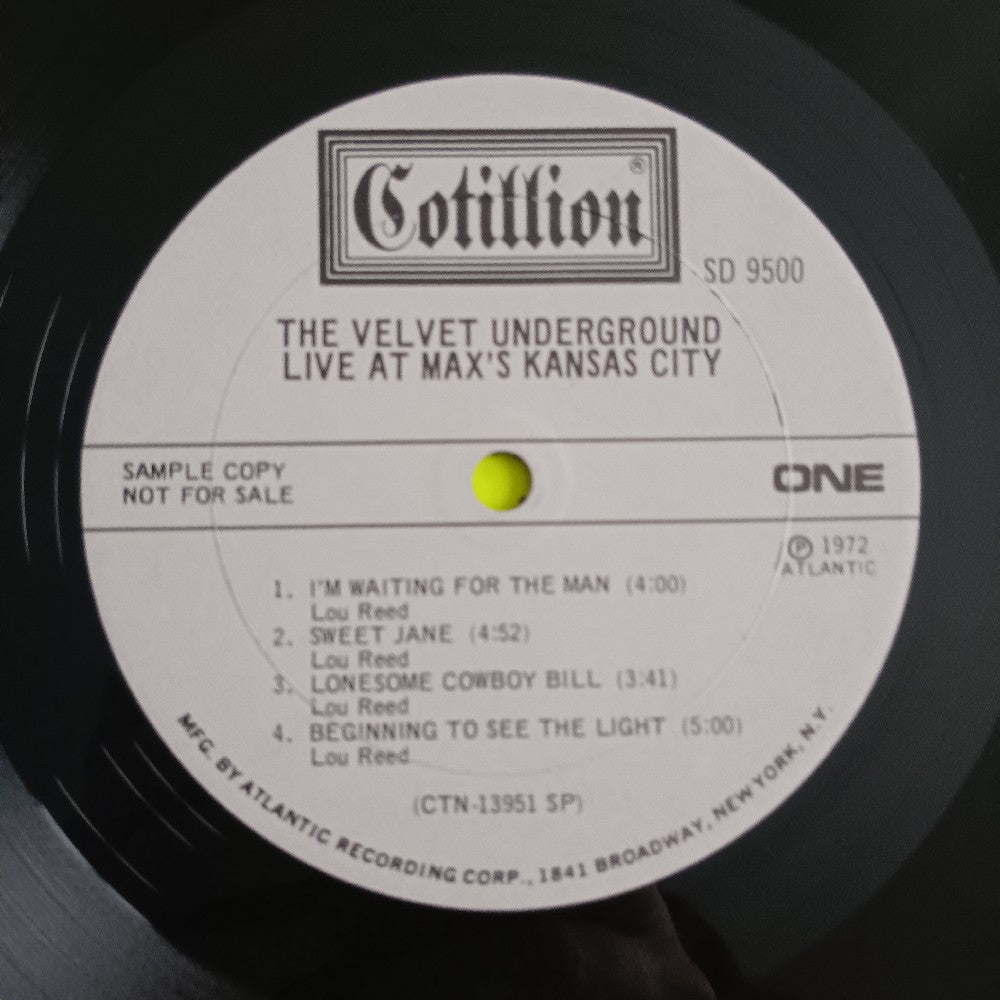 Cotillion®
SD 9500
THE VELVET UNDERGROUND
LIVE AT MAX'S KANSAS CITY
SAMPLE COPY
NOT FOR SALE
ONE
Ⓟ 1972
ATLANTIC
1. I'M WAITING FOR THE MAN (4:00)
Lou Reed
2. SWEET JANE (4:52)
Lou Reed
3. LONESOME COWBOY BILL (3:41)
Lou Reed
4. BEGINNING TO SEE THE LIGHT (5:00)
Lou Reed
(CTN-13951 SP)
MFG. BY ATLANTIC RECORDING CORP., 1841 BROADWAY, NEW YORK, N.Y.